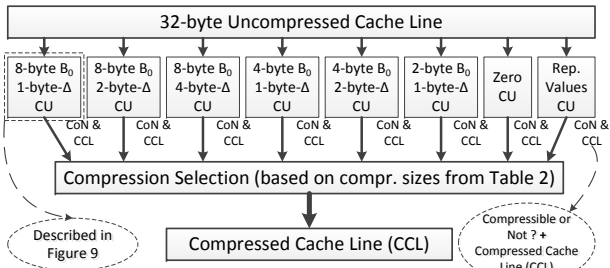 32-byte Uncompressed Cache Line
8-byte B0
1-byte-Δ
CU
8-byte B0
2-byte-Δ
CU
8-byte B0
4-byte-Δ
CU
4-byte B0
1-byte-Δ
CU
4-byte B0
2-byte-Δ
CU
2-byte B0
1-byte-Δ
CU
Zero
CU
Rep.
Values
CU
CoN &
CCL
CoN &
CCL
CoN &
CCL
CoN &
CCL
CoN &
CCL
CoN &
CCL
CoN &
CCL
CoN &
CCL
Compression Selection (based on compr. sizes from Table 2)
Described in
Figure 9
Compressed Cache Line (CCL)
Compressible or
Not ? +
Compressed Cache
Line (CCL)